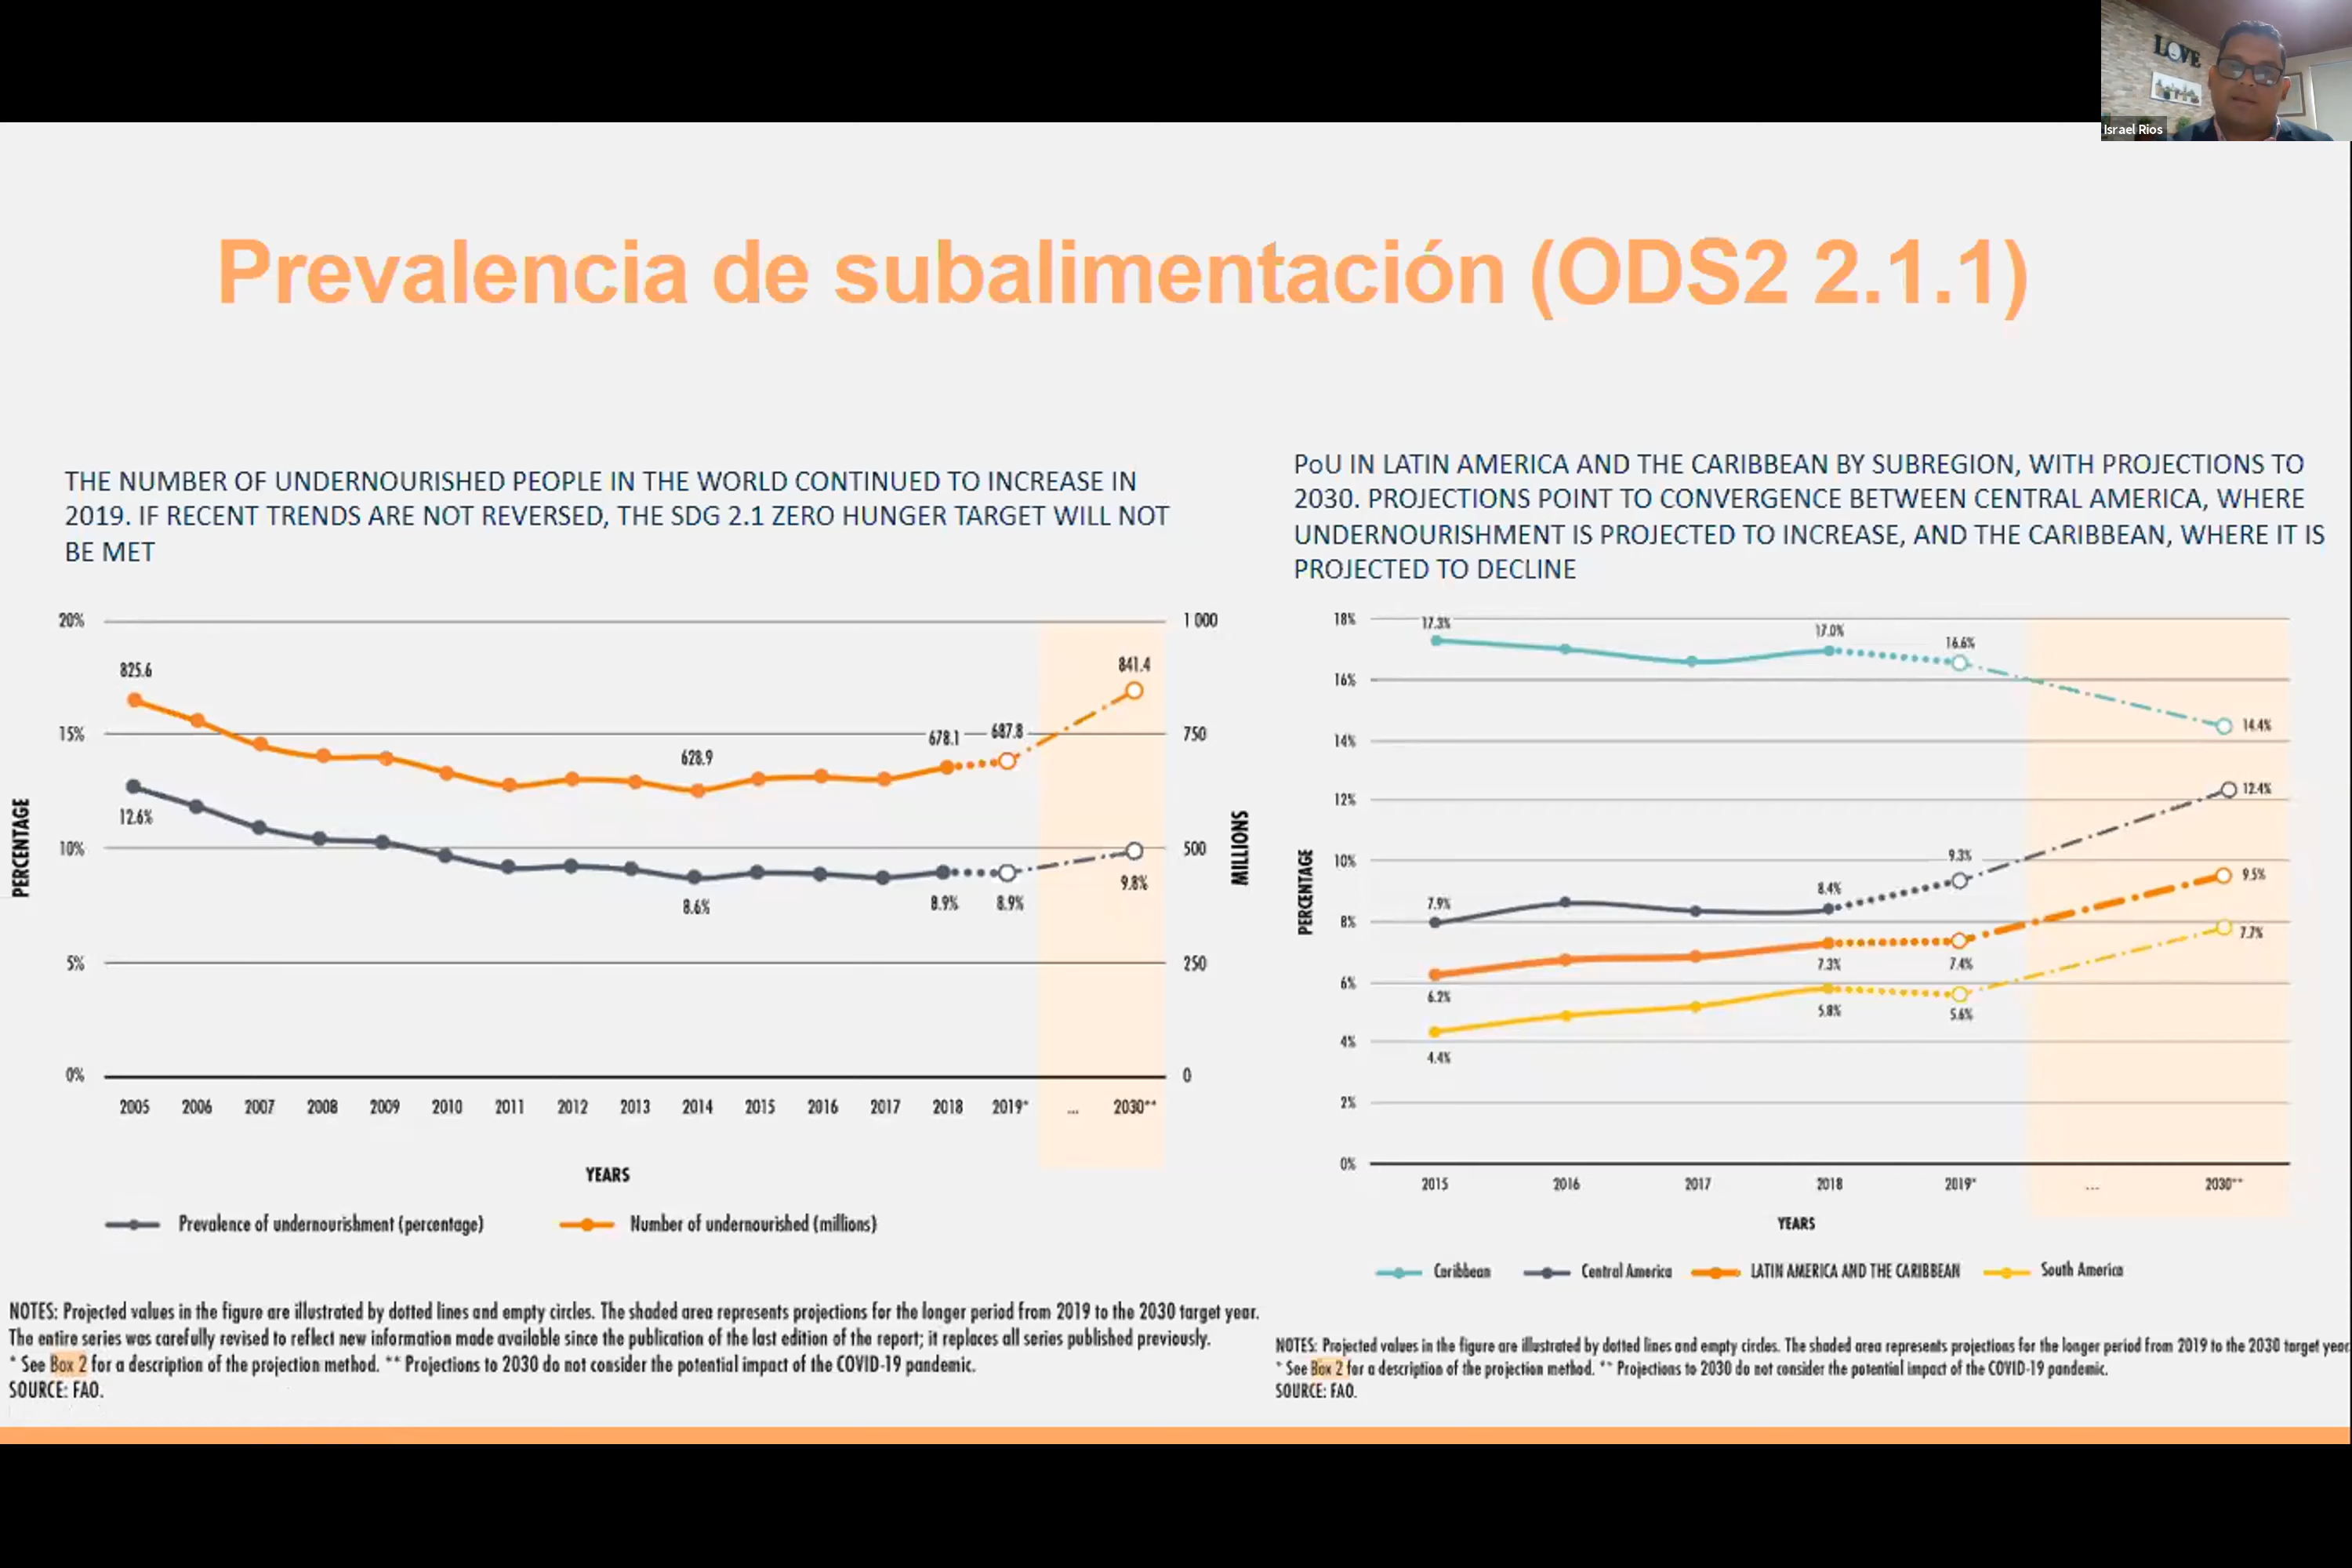 LOVE
Israel Rios
Prevalencia de subalimentación (ODS2 2.1.1)
THE NUMBER OF UNDERNOURISHED PEOPLE IN THE WORLD CONTINUED TO INCREASE IN
2019. IF RECENT TRENDS ARE NOT REVERSED, THE SDG 2.1 ZERO HUNGER TARGET WILL NOT
BE MET
20%
15%
10%
5%
0%
PERCENTAGE
1 000
750
500
250
0
MILLIONS
825.6
628.9
678.1
687.8
841.4
12.6%
8.6%
8.9%
8.9%
9.8%
2005 2006 2007 2008 2009 2010 2011 2012 2013 2014 2015 2016 2017 2018 2019* ... 2030**
YEARS
Prevalence of undernourishment (percentage) Number of undernourished (millions)
NOTES: Projected values in the figure are illustrated by dotted lines and empty circles. The shaded area represents projections for the longer period from 2019 to the 2030 target year.
The entire series was carefully revised to reflect new information made available since the publication of the last edition of the report; it replaces all series published previously.
* See Box 2 for a description of the projection method. ** Projections to 2030 do not consider the potential impact of the COVID-19 pandemic.
SOURCE: FAO.
PoU IN LATIN AMERICA AND THE CARIBBEAN BY SUBREGION, WITH PROJECTIONS TO
2030. PROJECTIONS POINT TO CONVERGENCE BETWEEN CENTRAL AMERICA, WHERE
UNDERNOURISHMENT IS PROJECTED TO INCREASE, AND THE CARIBBEAN, WHERE IT IS
PROJECTED TO DECLINE
18%
16%
14%
12%
10%
8%
6%
4%
2%
0%
PERCENTAGE
17.3%
17.0%
16.6%
14.4%
7.9%
8.4%
9.3%
12.4%
6.2%
7.3%
7.4%
9.5%
4.4%
5.8%
5.6%
7.7%
2015 2016 2017 2018 2019* ... 2030**
YEARS
Caribbean Central America LATIN AMERICA AND THE CARIBBEAN South America
NOTES: Projected values in the figure are illustrated by dotted lines and empty circles. The shaded area represents projections for the longer period from 2019 to the 2030 target year
* See Box 2 for a description of the projection method. ** Projections to 2030 do not consider the potential impact of the COVID-19 pandemic.
SOURCE: FAO.